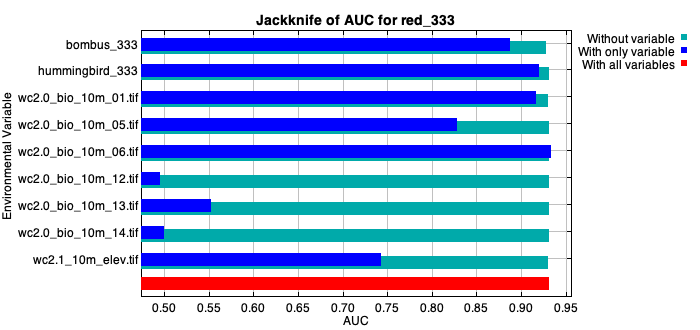 Jackknife of AUC for red_333
Environmental Variable
bombus_333
hummingbird_333
wc2.0_bio_10m_01.tif
wc2.0_bio_10m_05.tif
wc2.0_bio_10m_06.tif
wc2.0_bio_10m_12.tif
wc2.0_bio_10m_13.tif
wc2.0_bio_10m_14.tif
wc2.1_10m_elev.tif
0.50 0.55 0.60 0.65 0.70 0.75 0.80 0.85 0.90 0.95
AUC
Without variable
With only variable
With all variables